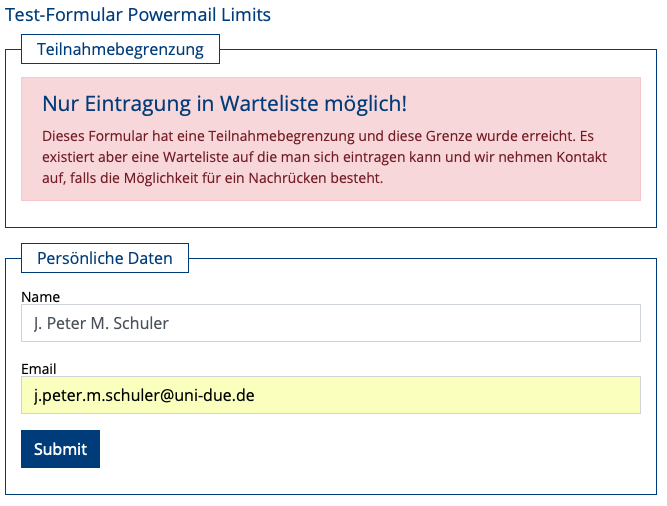 Test-Formular Powermail Limits
Teilnahmebegrenzung
Nur Eintragung in Warteliste möglich!
Dieses Formular hat eine Teilnahmebegrenzung und diese Grenze wurde erreicht. Es
existiert aber eine Warteliste auf die man sich eintragen kann und wir nehmen Kontakt
auf, falls die Möglichkeit für ein Nachrücken besteht.
Persönliche Daten
Name
J. Peter M. Schuler
Email
j.peter.m.schuler@uni-due.de
Submit